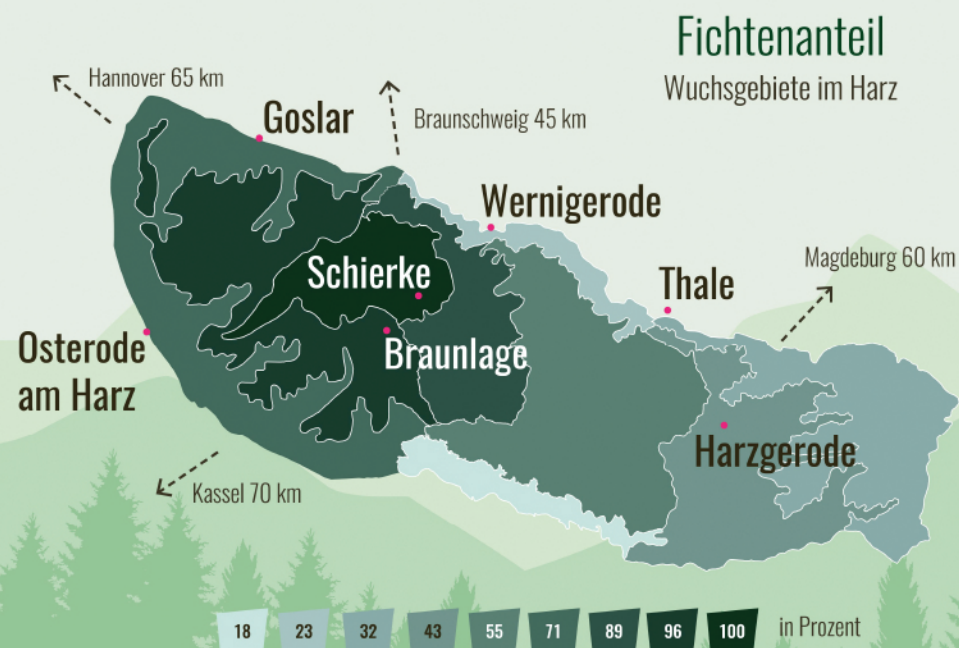 Fichtenanteil
Wuchsgebiete im Harz
Hannover 65 km
Goslar
Braunschweig 45 km
Wernigerode
Magdeburg 60 km
Schierke
Thale
Osterode
am Harz
Braunlage
Harzgerode
Kassel 70 km
18 23 32 43 55 71 89 96 100 in Prozent